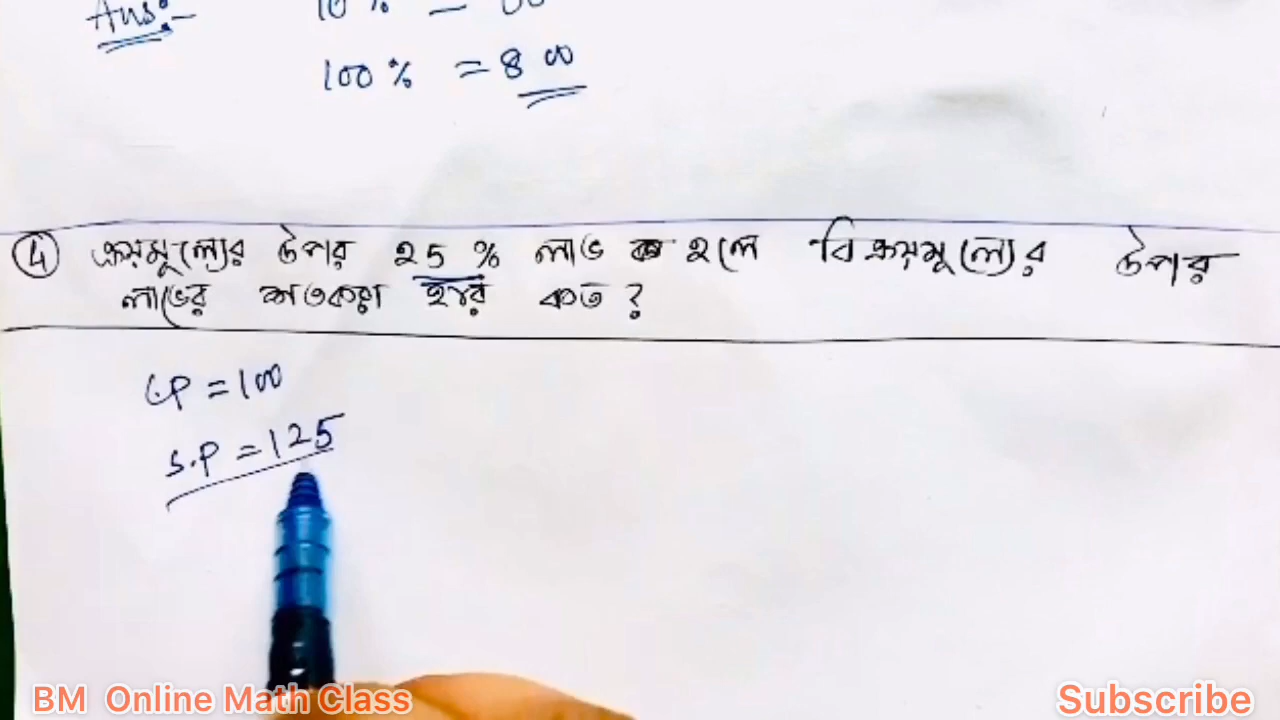 Ans:-
10 % =
100 % = 800
④ ক্রয়মূল্যের উপর 25 % লাভ হলে বিক্রয়মূল্যের উপর
লাভের শতকরা হার কত ?
C.P = 100
S.P = 125
BM Online Math Class
Subscribe